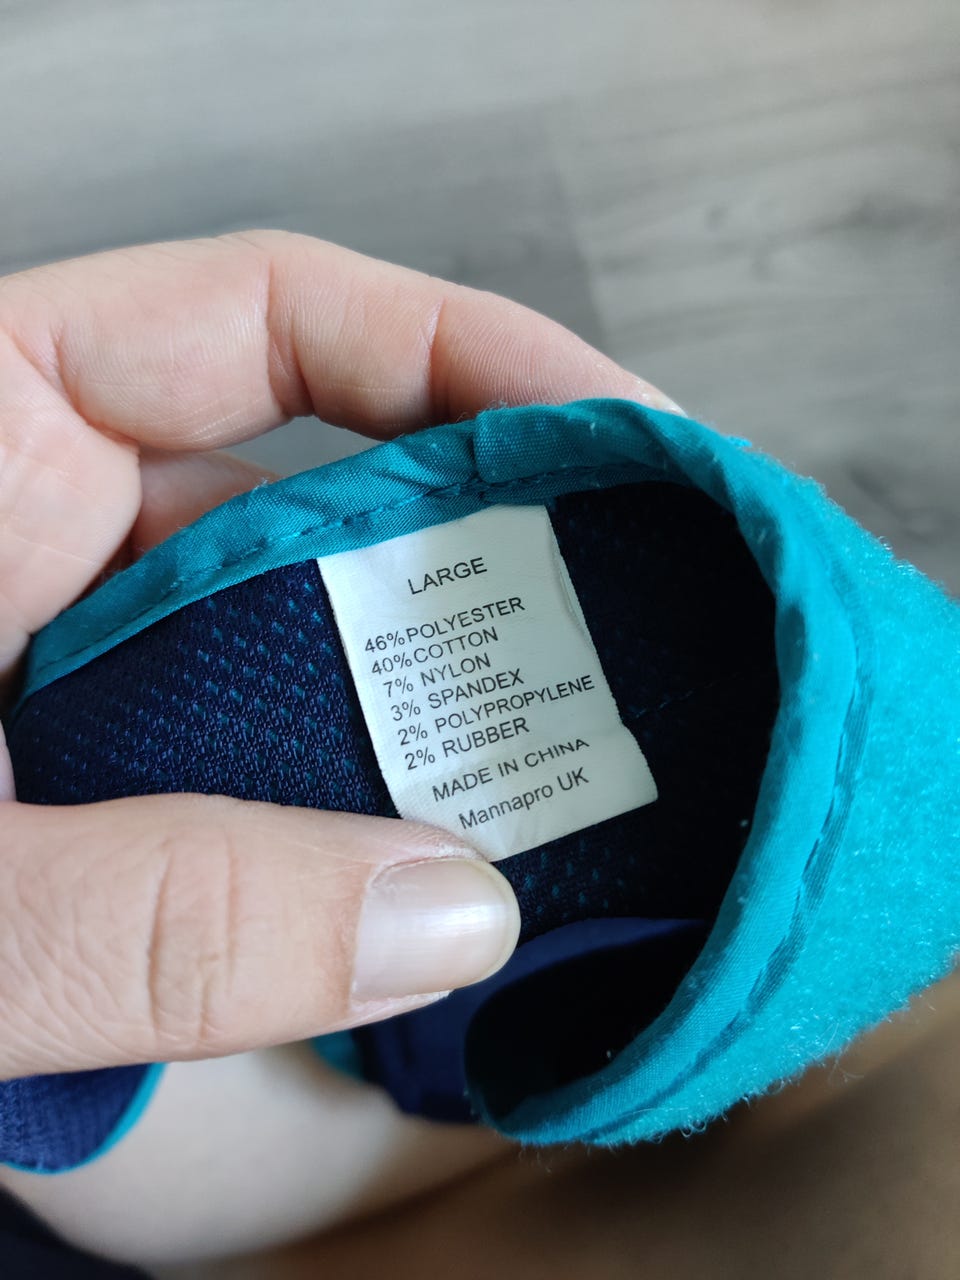 LARGE
46%POLYESTER
40%COTTON
7% NYLON
3% SPANDEX
2% POLYPROPYLENE
2% RUBBER
MADE IN CHINA
Mannapro UK